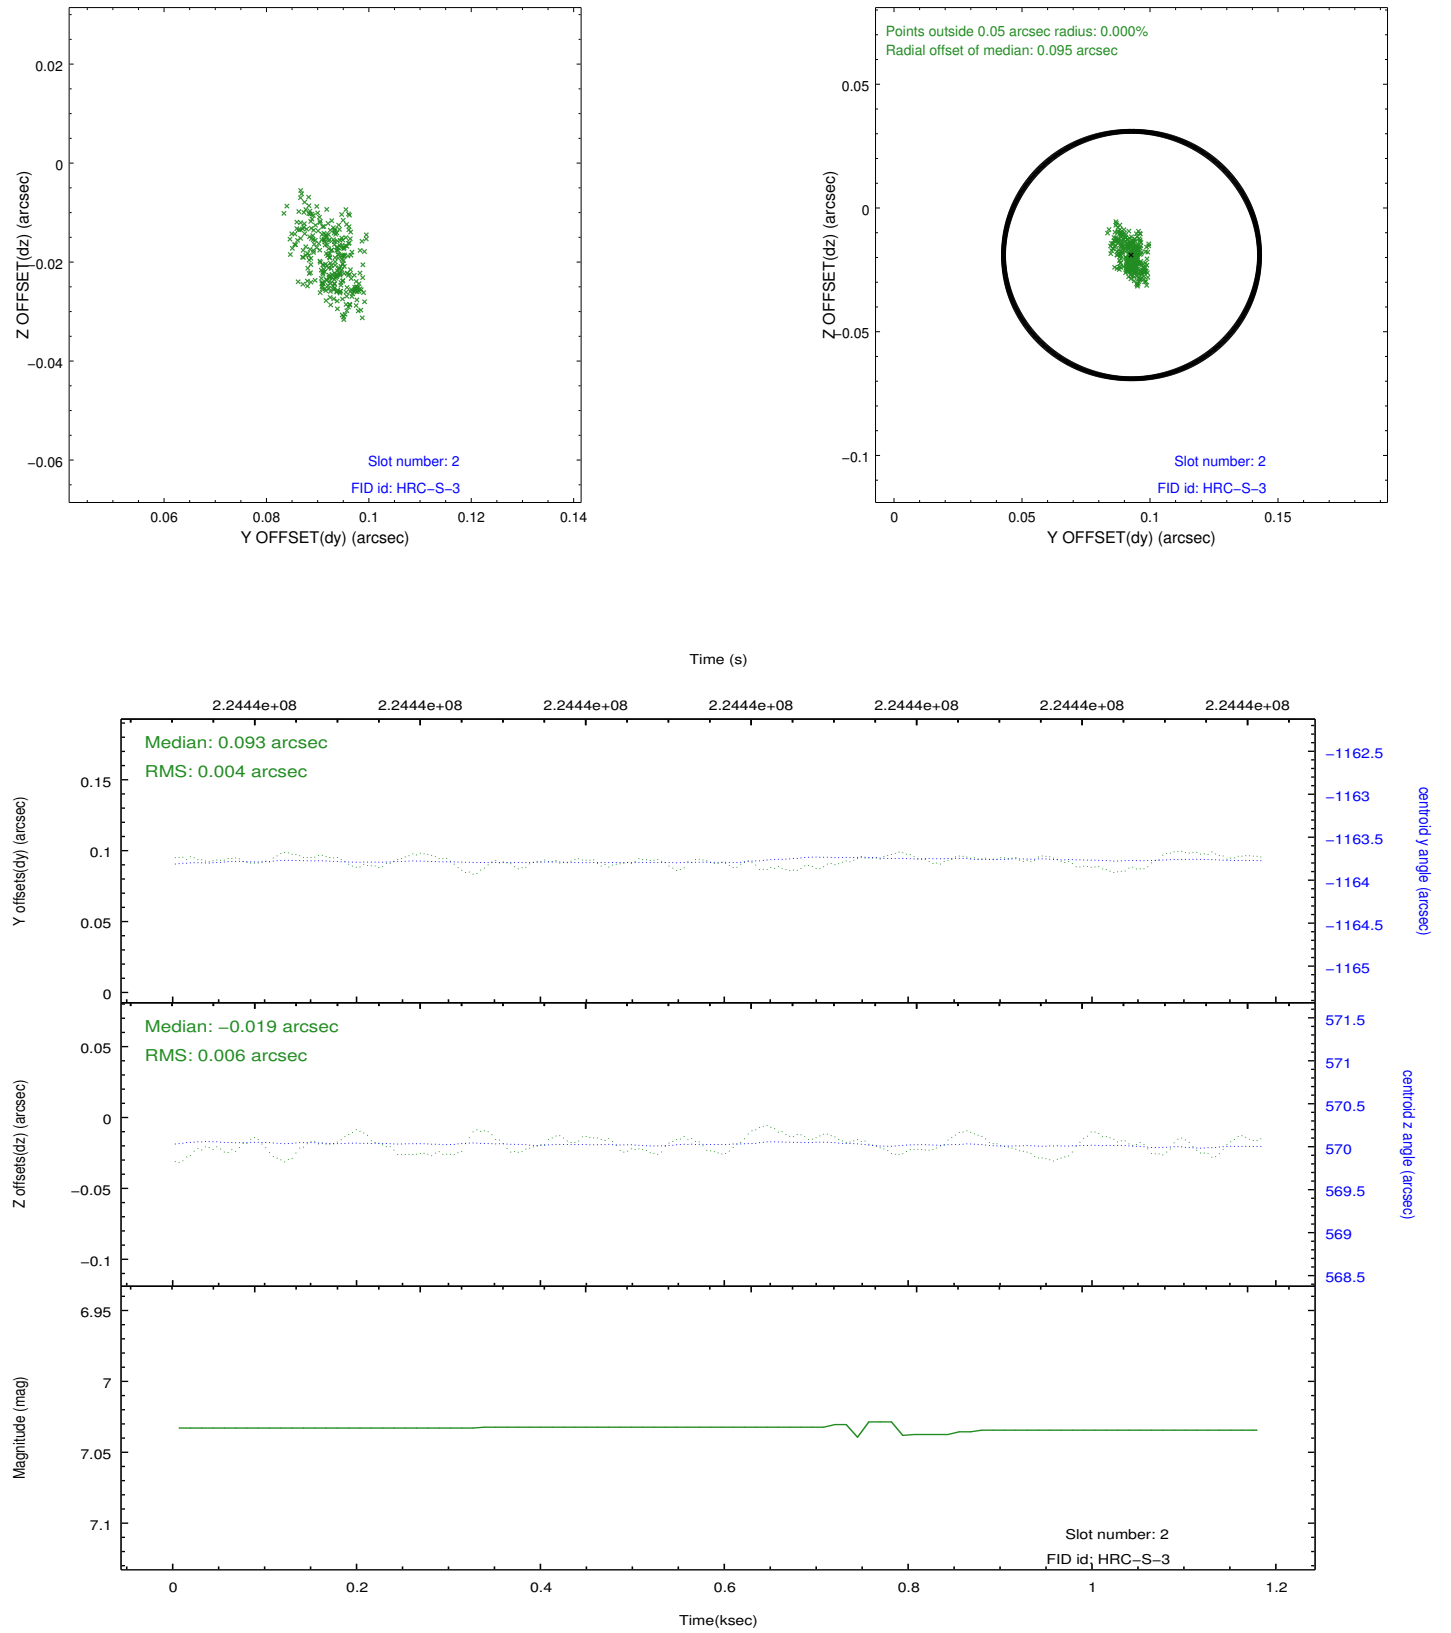 0.02
0
−0.02
−0.04
−0.06
Z OFFSET(dz) (arcsec)
Slot number: 2
FID id: HRC−S−3
0.06 0.08 0.1 0.12 0.14
Y OFFSET(dy) (arcsec)
Points outside 0.05 arcsec radius: 0.000%
Radial offset of median: 0.095 arcsec
0.05
0
−0.05
−0.1
Z OFFSET(dz) (arcsec)
Slot number: 2
FID id: HRC−S−3
0 0.05 0.1 0.15
Y OFFSET(dy) (arcsec)
Time (s)
2.2444e+08 2.2444e+08 2.2444e+08 2.2444e+08 2.2444e+08 2.2444e+08 2.2444e+08
Median: 0.093 arcsec
RMS: 0.004 arcsec
0.15
0.1
0.05
0
Y offsets(dy) (arcsec)
−1162.5
−1163
−1163.5
−1164
−1164.5
−1165
centroid y angle (arcsec)
Median: −0.019 arcsec
RMS: 0.006 arcsec
0.05
0
−0.05
−0.1
Z offsets(dz) (arcsec)
571.5
571
570.5
570
569.5
569
568.5
centroid z angle (arcsec)
6.95
7
7.05
7.1
Magnitude (mag)
Slot number: 2
FID id: HRC−S−3
0 0.2 0.4 0.6 0.8 1 1.2
Time(ksec)